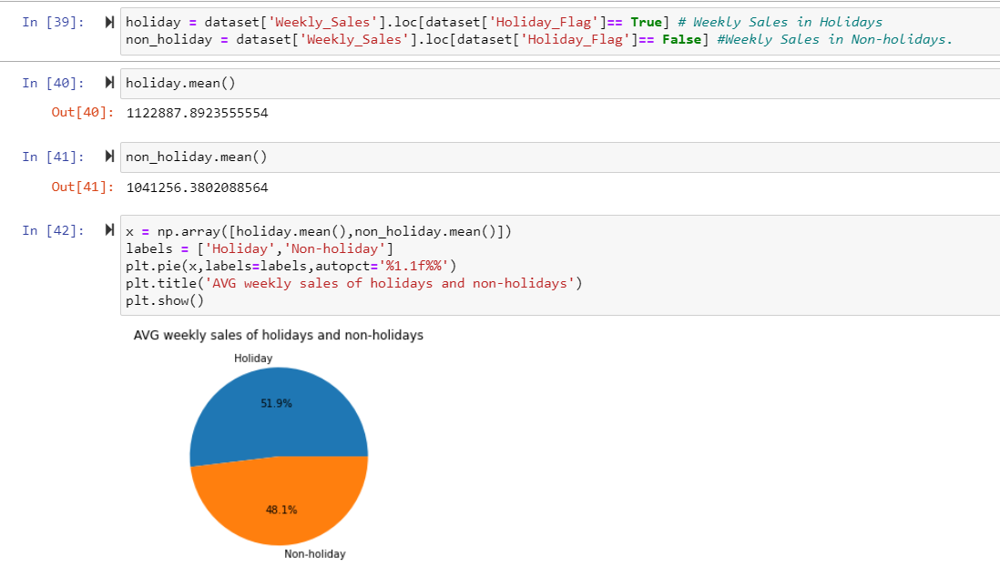 In [39]: holiday = dataset['Weekly_Sales'].loc[dataset['Holiday_Flag']== True] # Weekly Sales in Holidays
non_holiday = dataset['Weekly_Sales'].loc[dataset['Holiday_Flag']== False] #Weekly Sales in Non-holidays.
In [40]: holiday.mean()
Out[40]: 1122887.8923555554
In [41]: non_holiday.mean()
Out[41]: 1041256.3802088564
In [42]: x = np.array([holiday.mean(),non_holiday.mean()])
labels = ['Holiday','Non-holiday']
plt.pie(x,labels=labels,autopct='%1.1f%%')
plt.title('AVG weekly sales of holidays and non-holidays')
plt.show()
AVG weekly sales of holidays and non-holidays
Holiday
51.9%
48.1%
Non-holiday